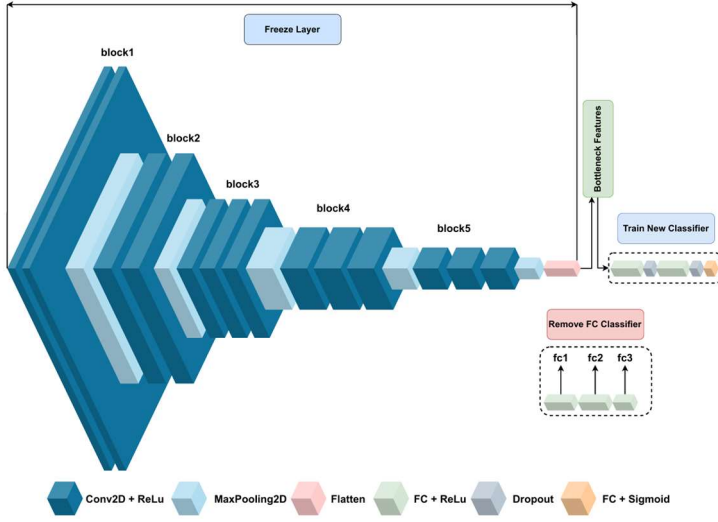 Freeze Layer
block1
block2
block3
block4
block5
Bottleneck Features
Train New Classifier
Remove FC Classifier
fc1 fc2 fc3
Conv2D + ReLu MaxPooling2D Flatten FC + ReLu Dropout FC + Sigmoid